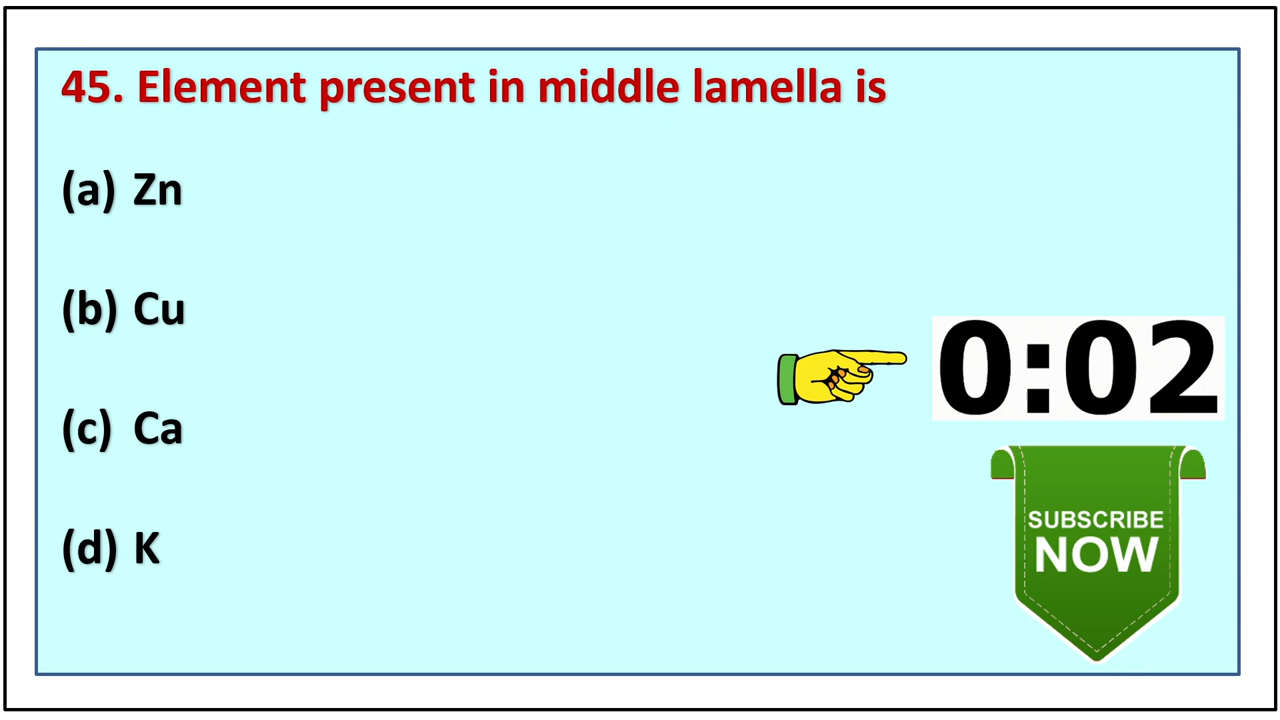 45. Element present in middle lamella is
(a) Zn
(b) Cu
(c) Ca
(d) K
0:02
SUBSCRIBE
NOW